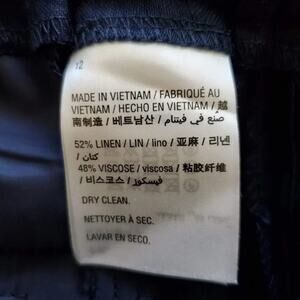 12
MADE IN VIETNAM / FABRIQUÉ AU
VIETNAM / HECHO EN VIETNAM / 越
南制造 / 베트남산 / صُنع في فيتنام
52% LINEN / LIN / lino / 亚麻 / 리넨
/ كتان
48% VISCOSE / viscosa / 粘胶纤维
/ 비스코스 / فيسكوز
DRY CLEAN.
NETTOYER À SEC.
LAVAR EN SECO.